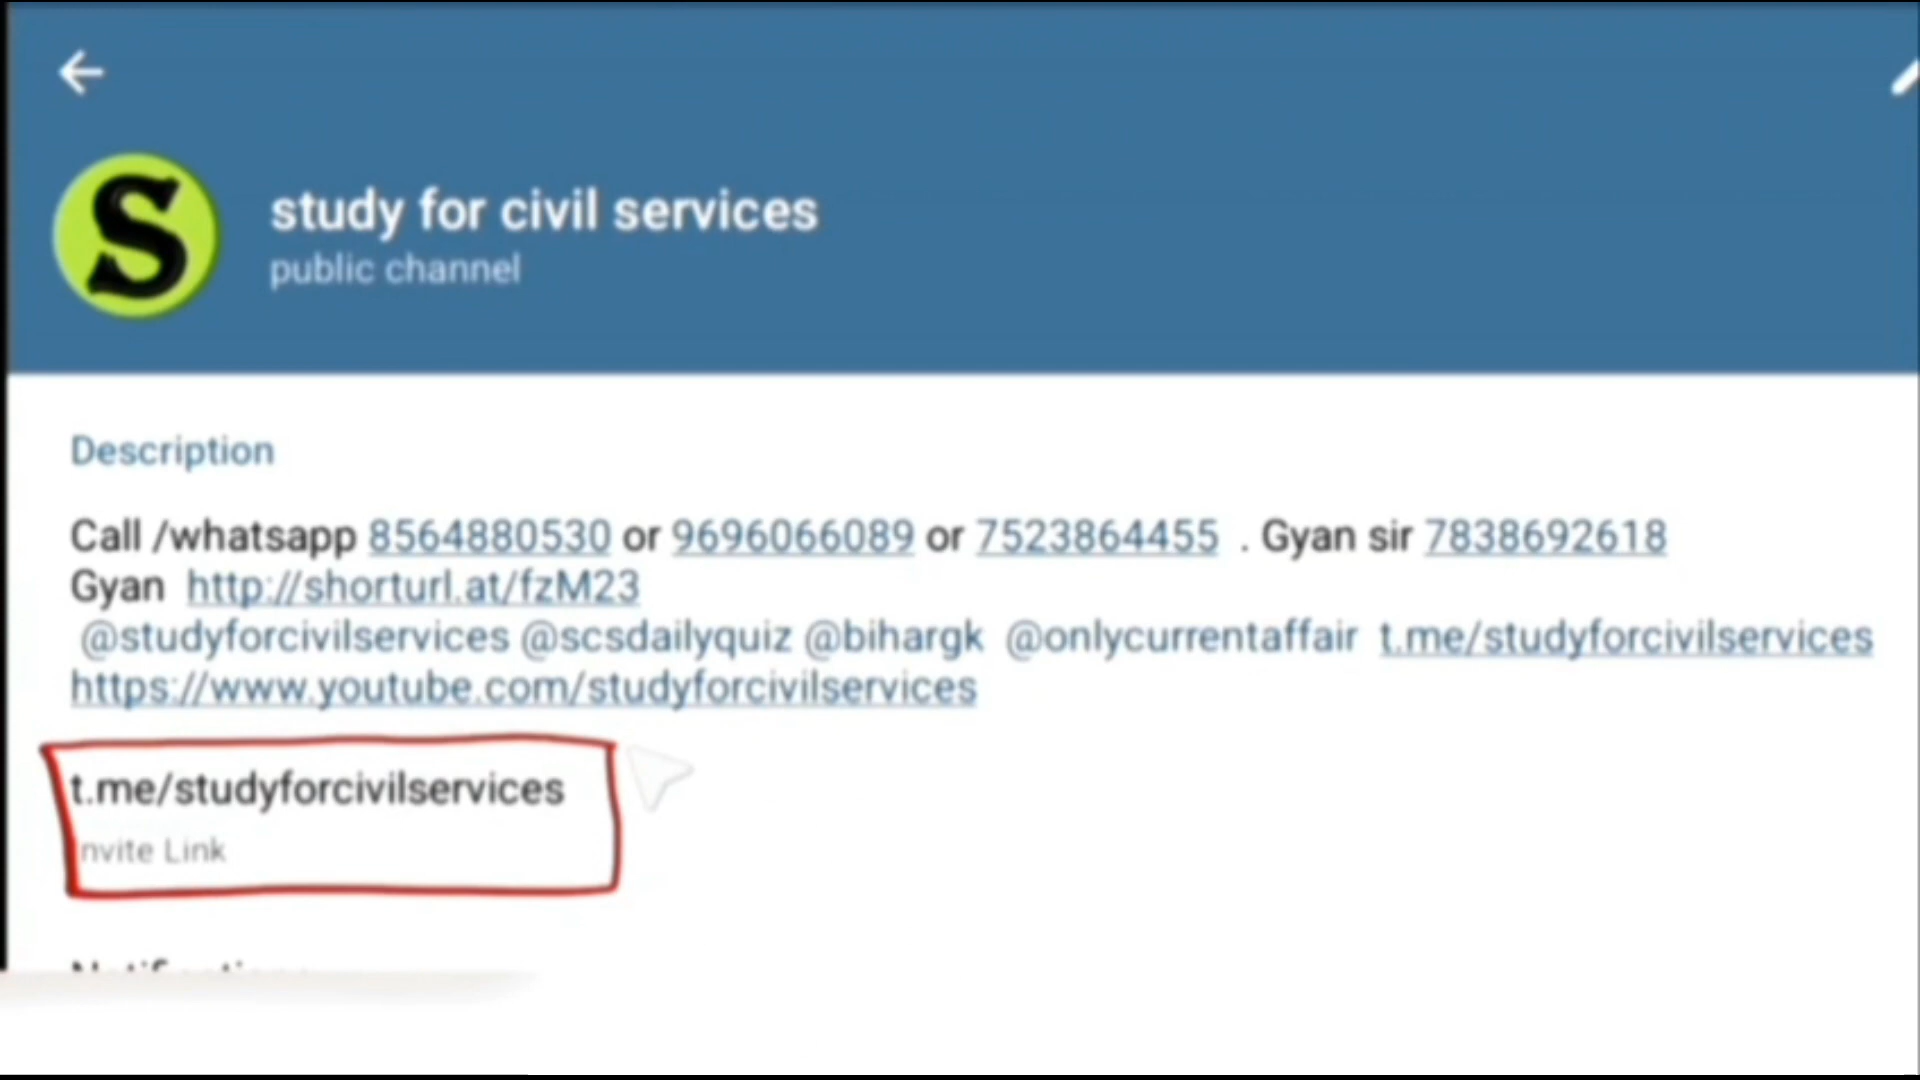 S
study for civil services
public channel
Description
Call /whatsapp 8564880530 or 9696066089 or 7523864455 . Gyan sir 7838692618
Gyan http://shorturl.at/fzM23
@studyforcivilservices @scsdailyquiz @bihargk @onlycurrentaffair t.me/studyforcivilservices
https://www.youtube.com/studyforcivilservices
t.me/studyforcivilservices
nvite Link